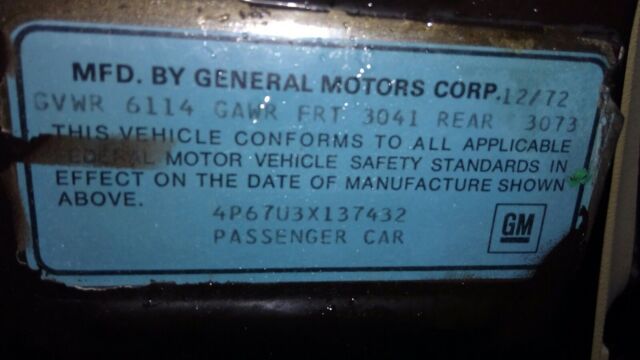 MFD. BY GENERAL MOTORS CORP. 12/72
GVWR 6114 GAWR FRT 3041 REAR 3073
THIS VEHICLE CONFORMS TO ALL APPLICABLE
FEDERAL MOTOR VEHICLE SAFETY STANDARDS IN
EFFECT ON THE DATE OF MANUFACTURE SHOWN
ABOVE.
4P67U3X137432
PASSENGER CAR
GM